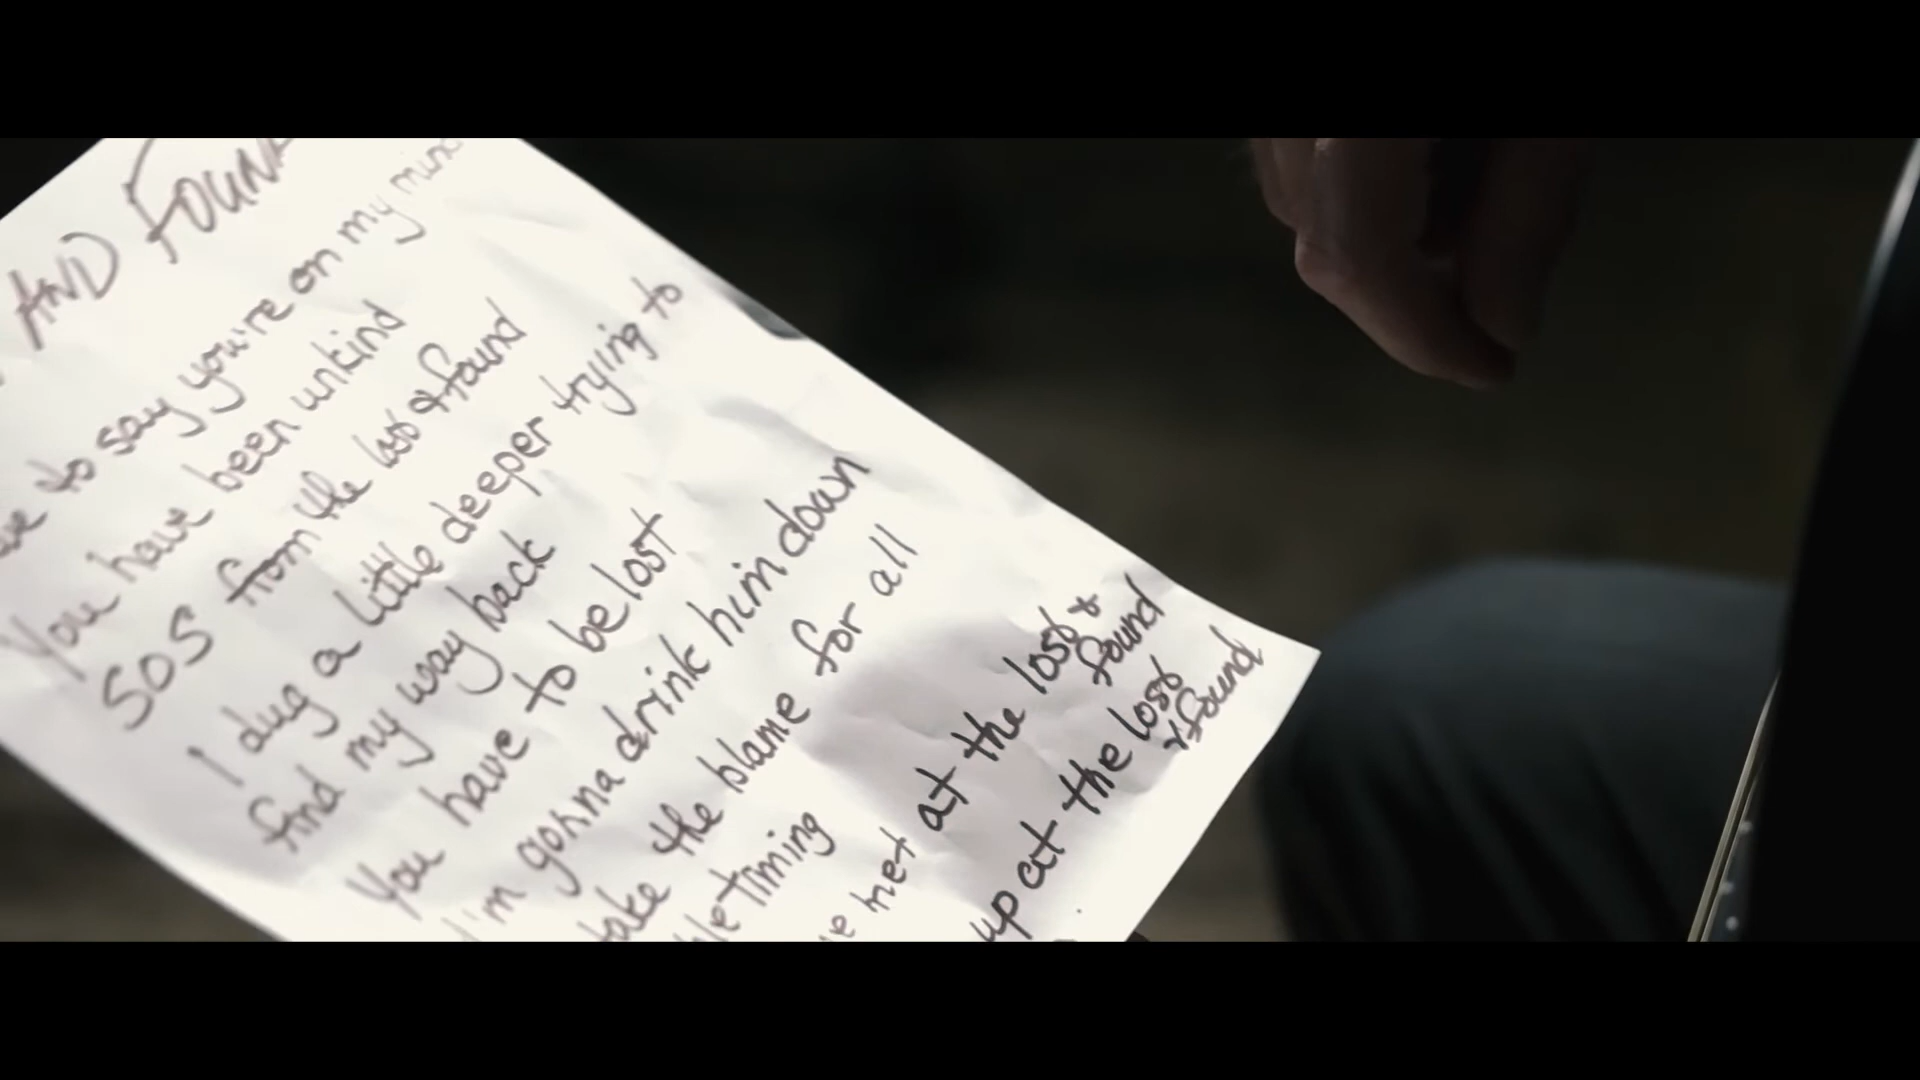 AND FOUN
to say you're on my mind
You have been unkind
SOS from the lost & found
I dug a little deeper trying to
find my way back
You have to be lost
I'm gonna drink him down
take the blame for all
timing
met at the lost &
found
up at the lost
& found